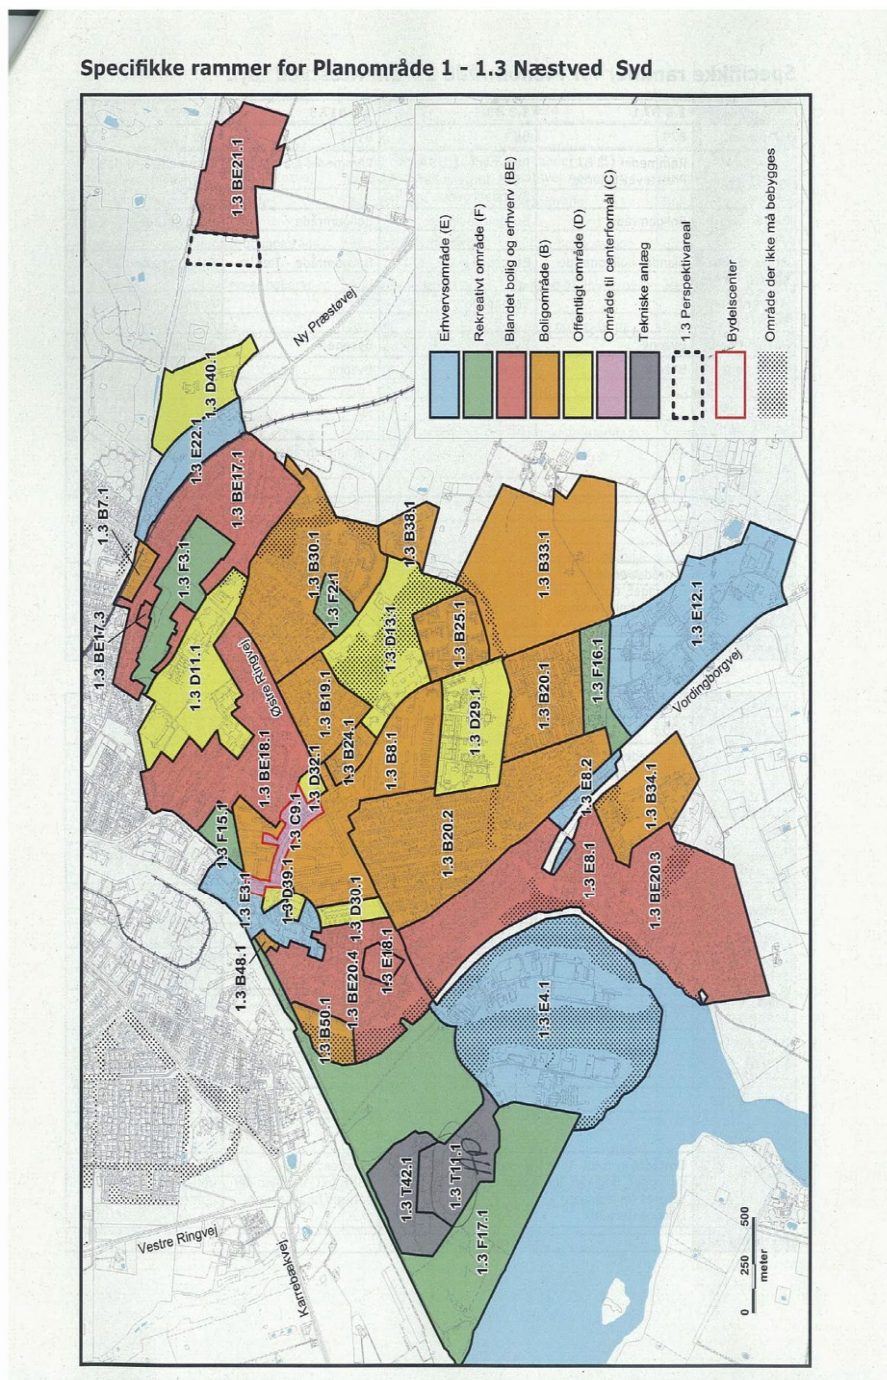 Specifikke rammer for Planområde 1 - 1.3 Næstved Syd
Erhvervsområde (E)
Rekreativt område (F)
Blandet bolig og erhverv (BE)
Boligområde (B)
Offentligt område (D)
Område til centerformål (C)
Tekniske anlæg
1.3 Perspektivareal
Bydelscenter
Område der ikke må bebygges
1.3 BE21.1
Ny Præstøvej
1.3 D40.1
1.3 E22.1
1.3 BE17.1
1.3 B7.1
1.3 F3.1
1.3 BE17.3
1.3 D11.1
Østre Ringvej
1.3 B30.1
1.3 F2.1
1.3 B38.1
1.3 D13.1
1.3 B25.1
1.3 B33.1
1.3 E12.1
1.3 F16.1
Vordingborgvej
1.3 B19.1
1.3 B24.1
1.3 B8.1
1.3 D29.1
1.3 B20.1
1.3 BE18.1
1.3 D32.1
1.3 C9.1
1.3 F15.1
1.3 E3.1
1.3 D39.1
1.3 B20.2
1.3 E8.2
1.3 B34.1
1.3 E8.1
1.3 BE20.3
1.3 D30.1
1.3 E18.1
1.3 BE20.4
1.3 B48.1
1.3 B50.1
1.3 E4.1
1.3 T42.1
1.3 T11.1
1.3 F17.1
Vestre Ringvej
Karrebækvej
0 250 500
meter